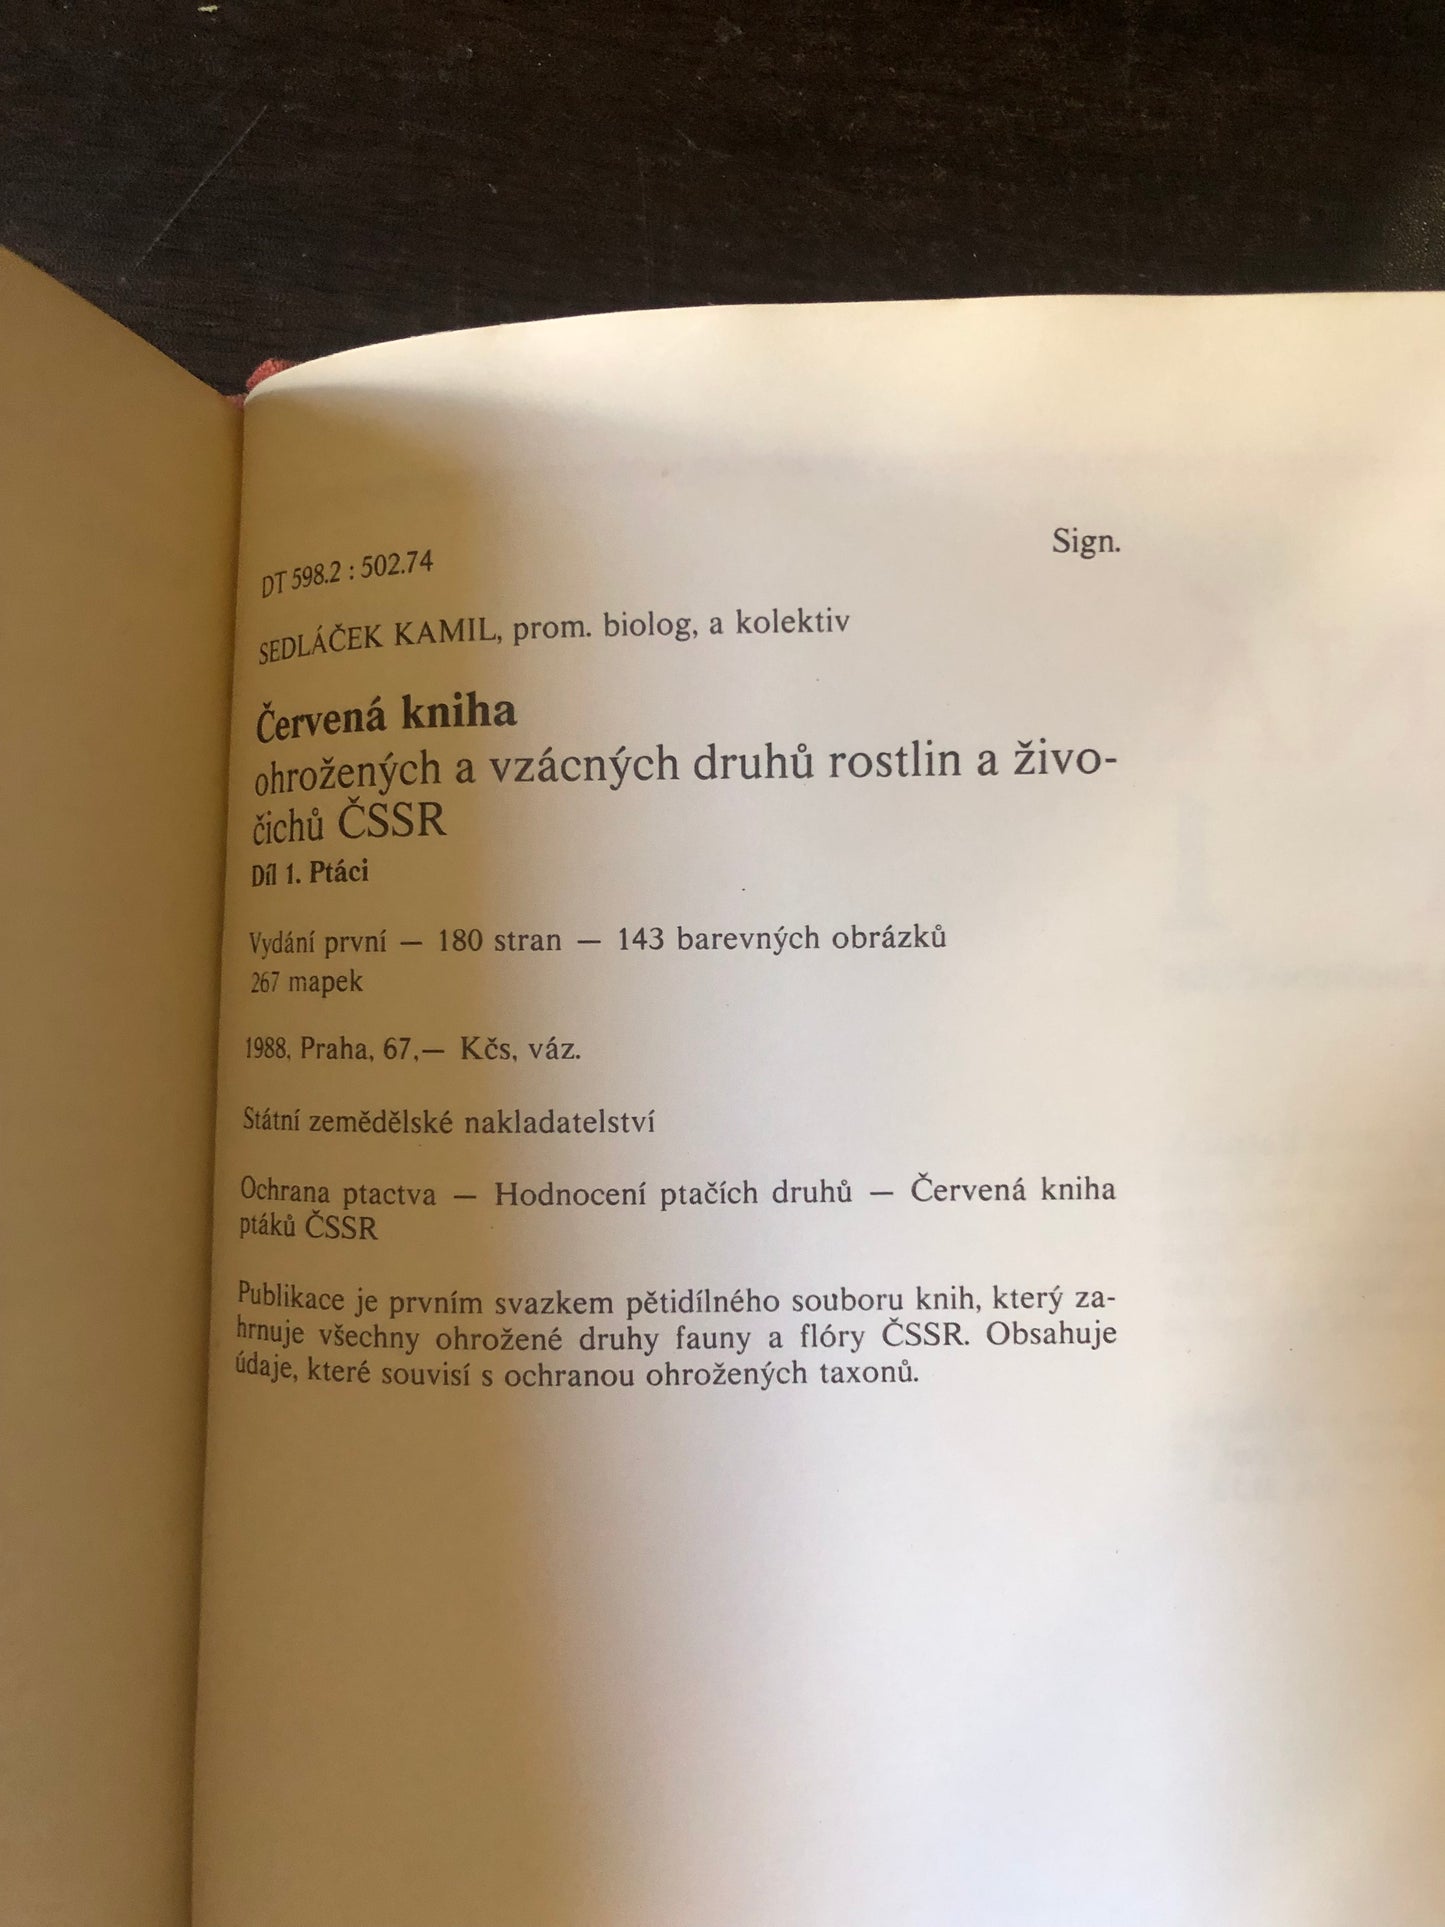 Sign.
DT 598.2 : 502.74
SEDLÁČEK KAMIL, prom. biolog, a kolektiv
Červená kniha
ohrožených a vzácných druhů rostlin a živo-
čichů ČSSR
Díl 1. Ptáci
Vydání první — 180 stran — 143 barevných obrázků
267 mapek
1988, Praha, 67,— Kčs, váz.
Státní zemědělské nakladatelství
Ochrana ptactva — Hodnocení ptačích druhů — Červená kniha
ptáků ČSSR
Publikace je prvním svazkem pětidílného souboru knih, který za-
hrnuje všechny ohrožené druhy fauny a flóry ČSSR. Obsahuje
údaje, které souvisí s ochranou ohrožených taxonů.